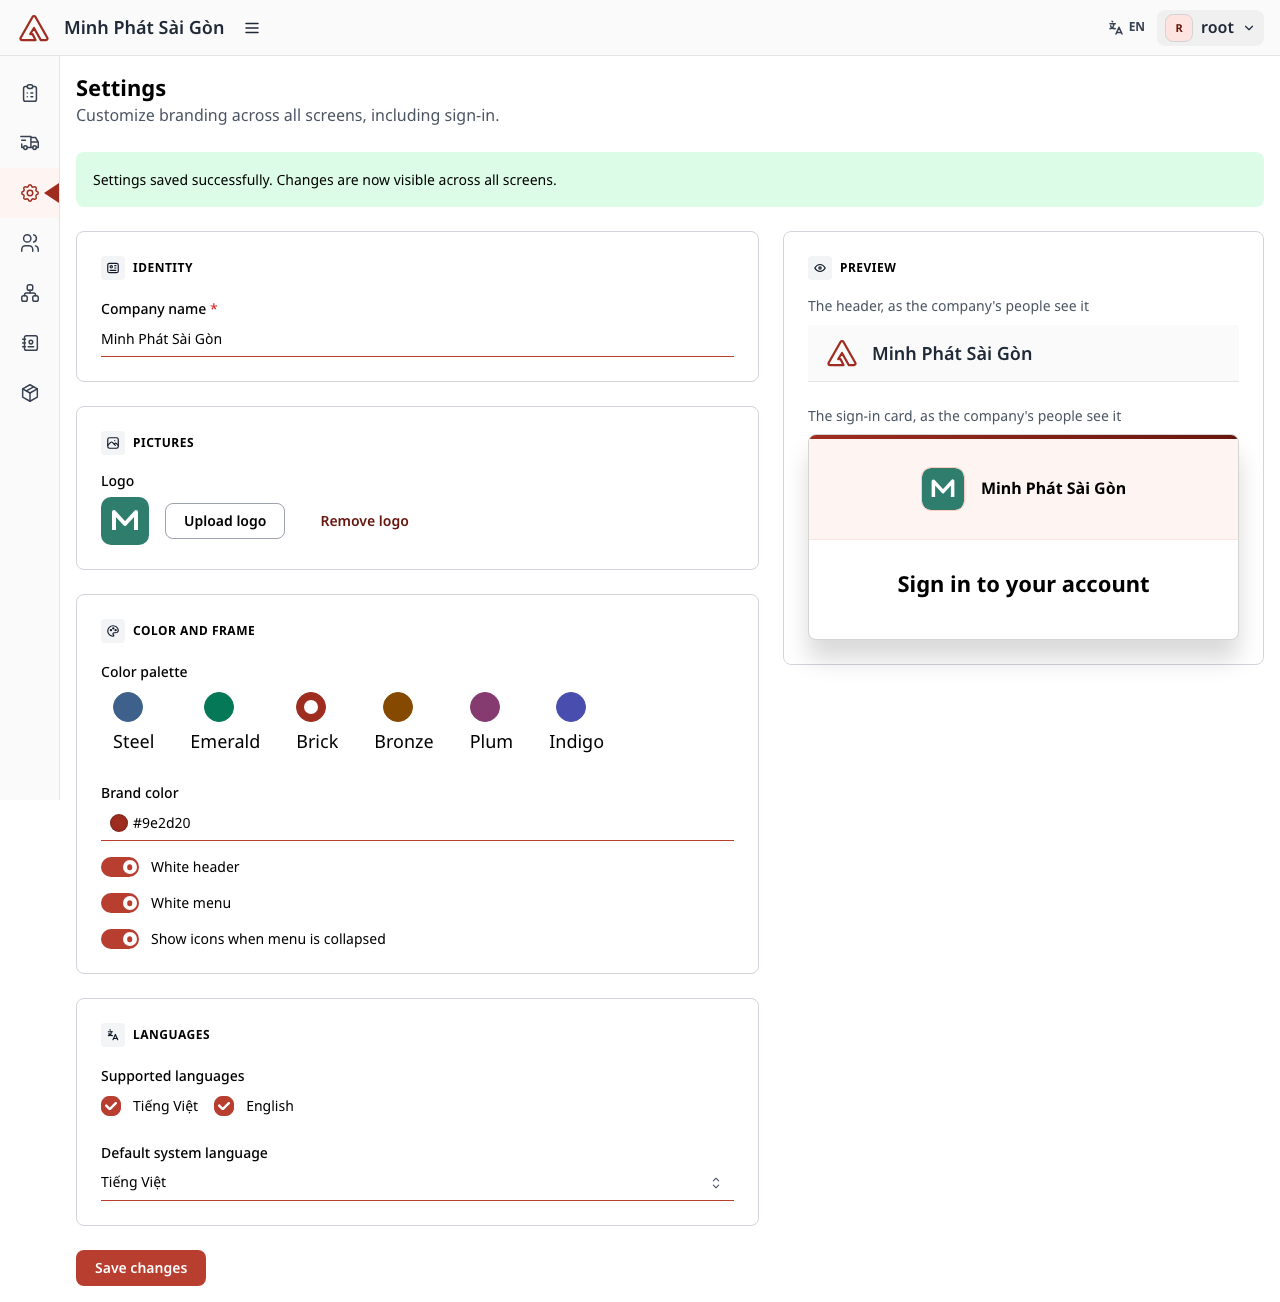 Minh Phát Sài Gòn
EN
R
root
Settings
Customize branding across all screens, including sign-in.
Settings saved successfully. Changes are now visible across all screens.
IDENTITY
Company name *
Minh Phát Sài Gòn
PICTURES
Logo
M
Upload logo
Remove logo
COLOR AND FRAME
Color palette
Steel
Emerald
Brick
Bronze
Plum
Indigo
Brand color
#9e2d20
White header
White menu
Show icons when menu is collapsed
LANGUAGES
Supported languages
Tiếng Việt
English
Default system language
Tiếng Việt
Save changes
PREVIEW
The header, as the company's people see it
Minh Phát Sài Gòn
The sign-in card, as the company's people see it
M
Minh Phát Sài Gòn
Sign in to your account